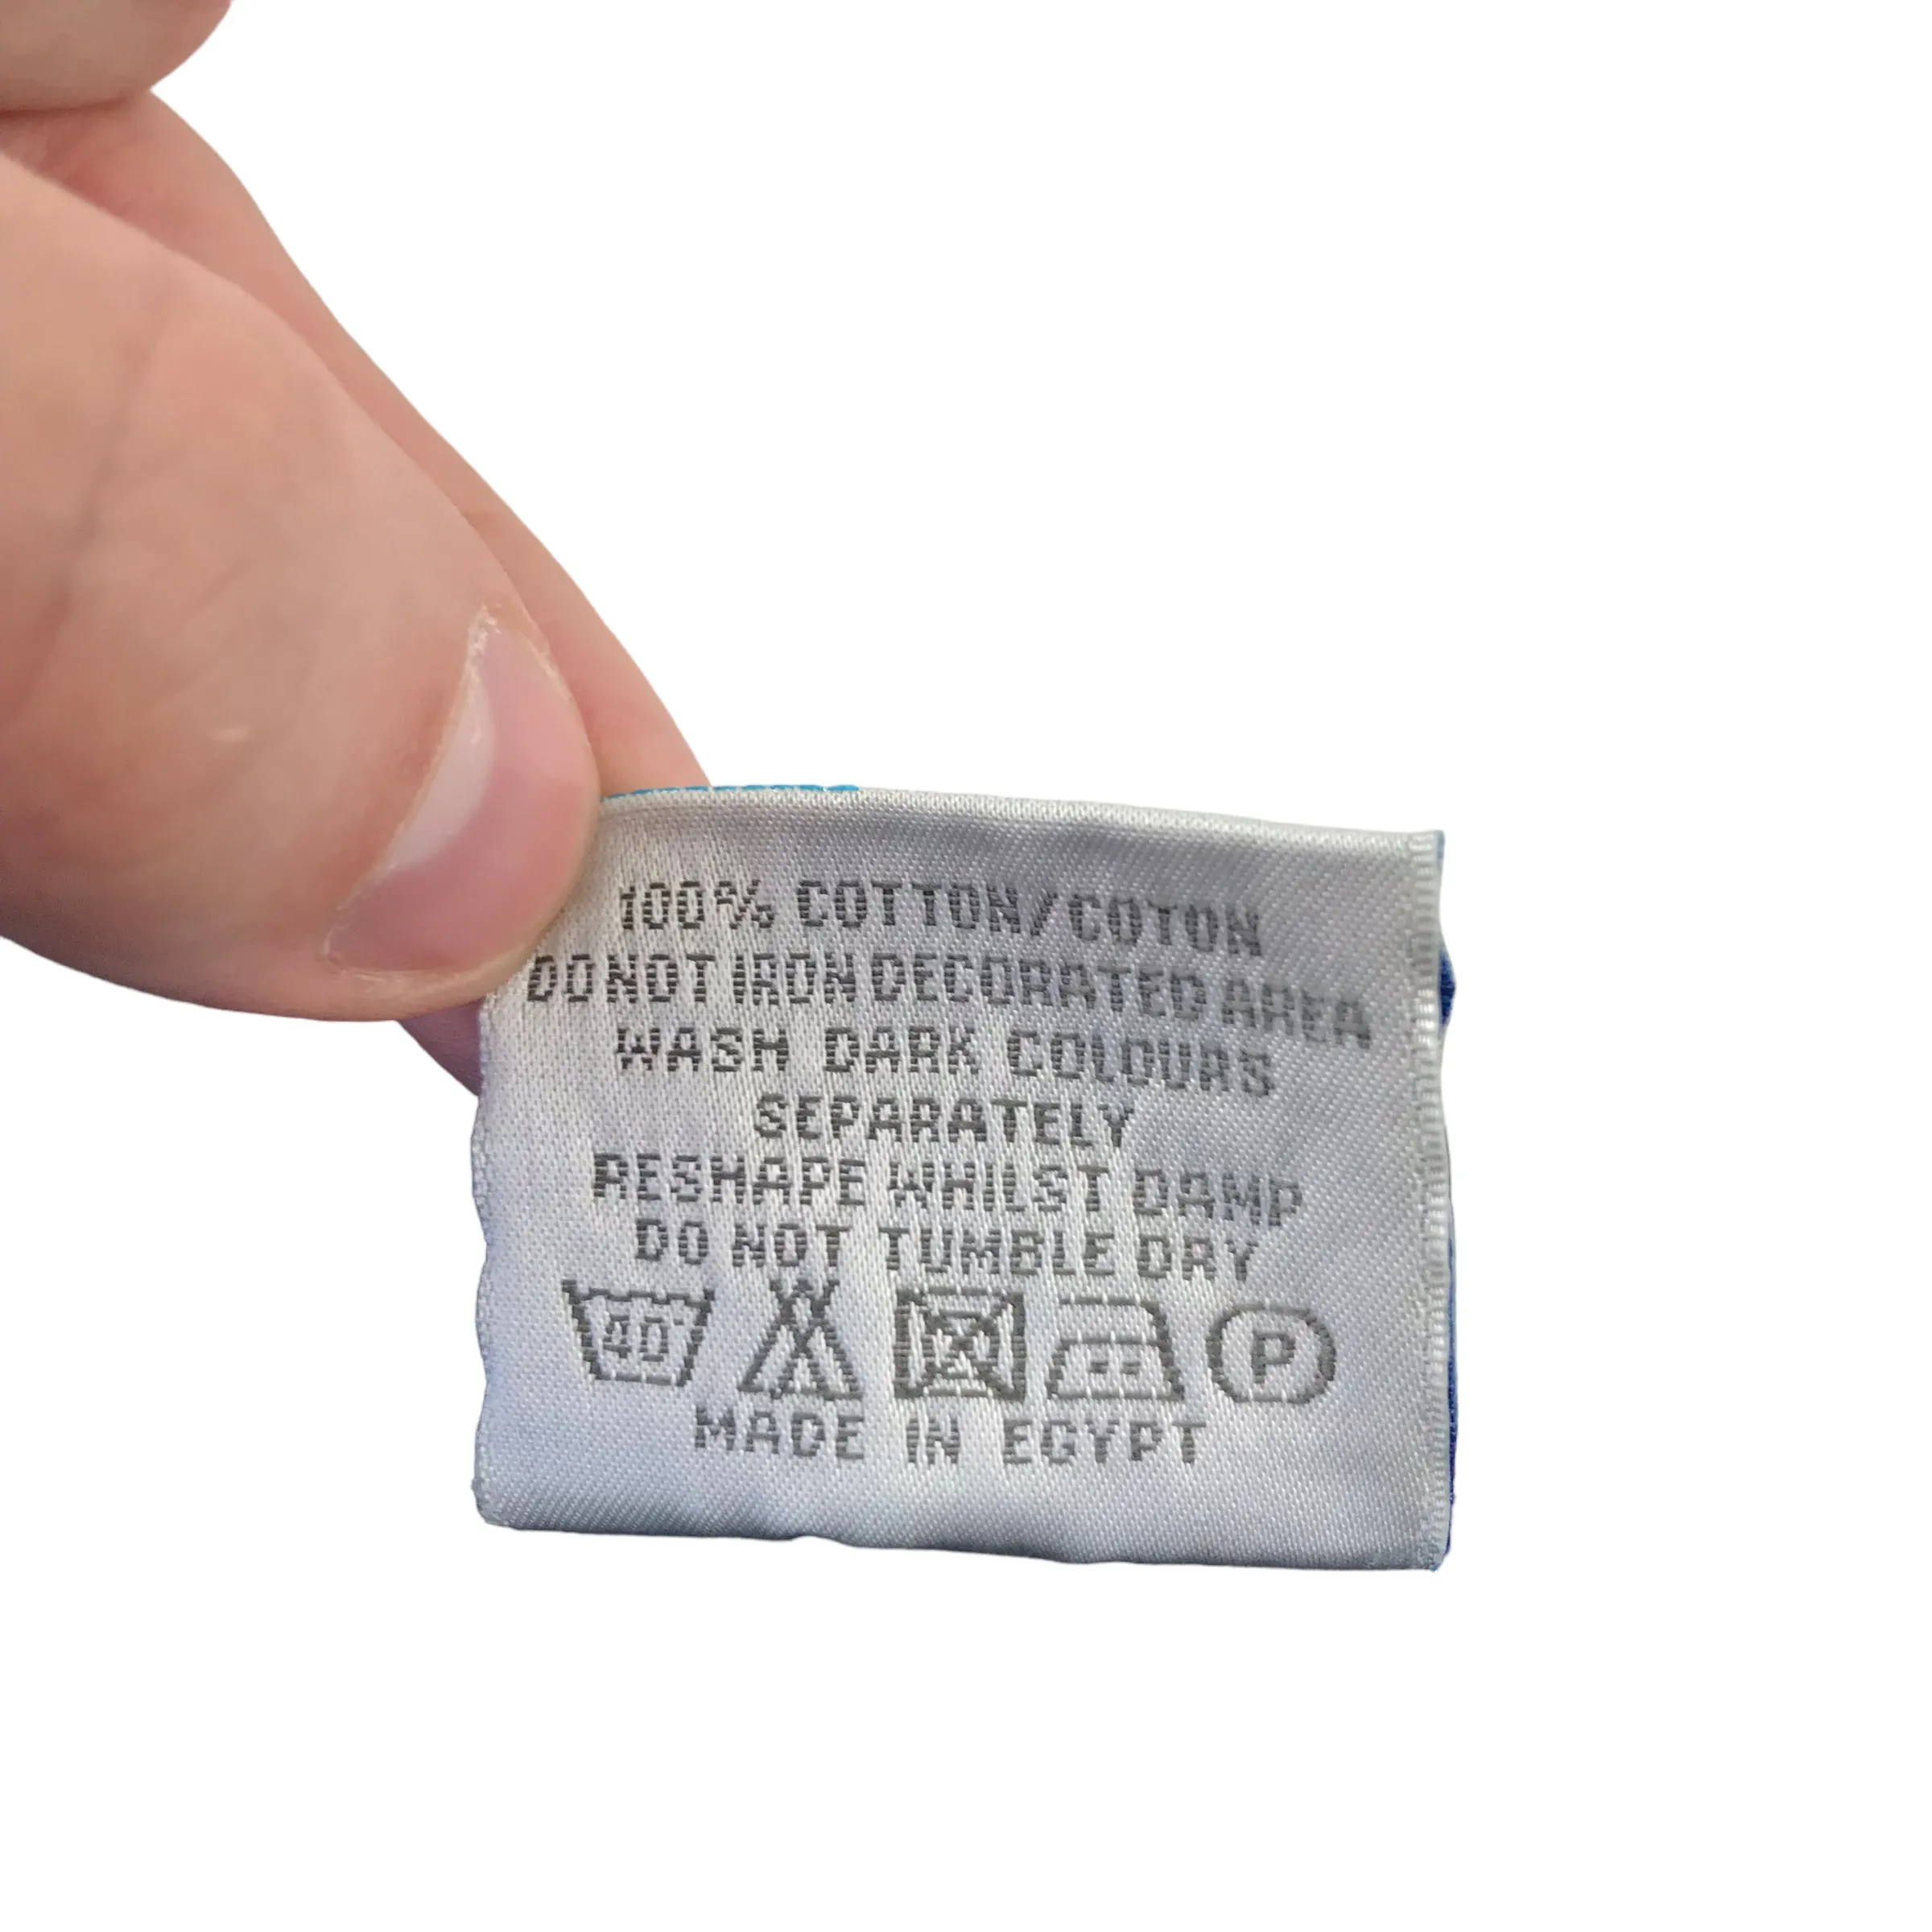 100% COTTON/COTON
DO NOT IRON DECORATED AREA
WASH DARK COLOURS
SEPARATELY
RESHAPE WHILST DAMP
DO NOT TUMBLE DRY
40° P
MADE IN EGYPT